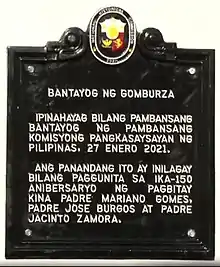 BANTAYOG NG GOMBURZA
IPINAHAYAG BILANG PAMBANSANG
BANTAYOG NG PAMBANSANG
KOMISYONG PANGKASAYSAYAN NG
PILIPINAS, 27 ENERO 2021.
ANG PANANDANG ITO AY INILAGAY
BILANG PAGGUNITA SA IKA-150
ANIBERSARYO NG PAGBITAY
KINA PADRE MARIANO GOMES,
PADRE JOSE BURGOS AT PADRE
JACINTO ZAMORA.